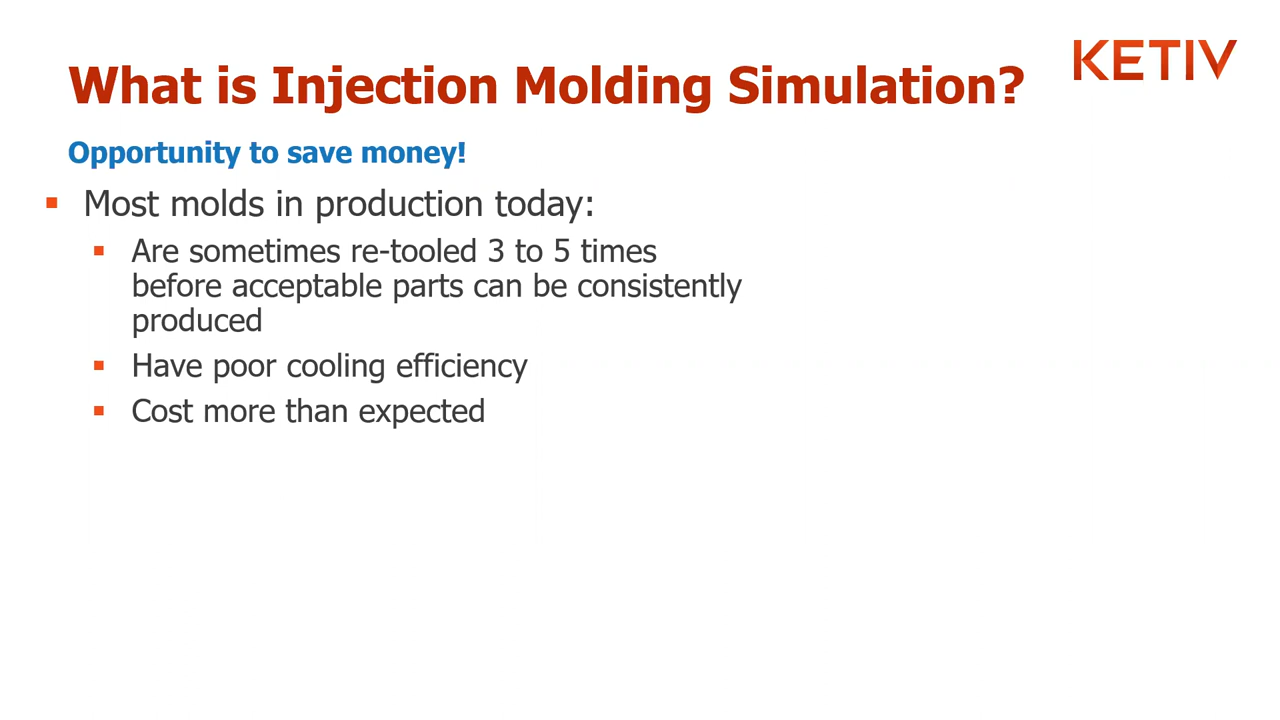 KETIV
What is Injection Molding Simulation?
Opportunity to save money!
Most molds in production today:
Are sometimes re-tooled 3 to 5 times
before acceptable parts can be consistently
produced
Have poor cooling efficiency
Cost more than expected